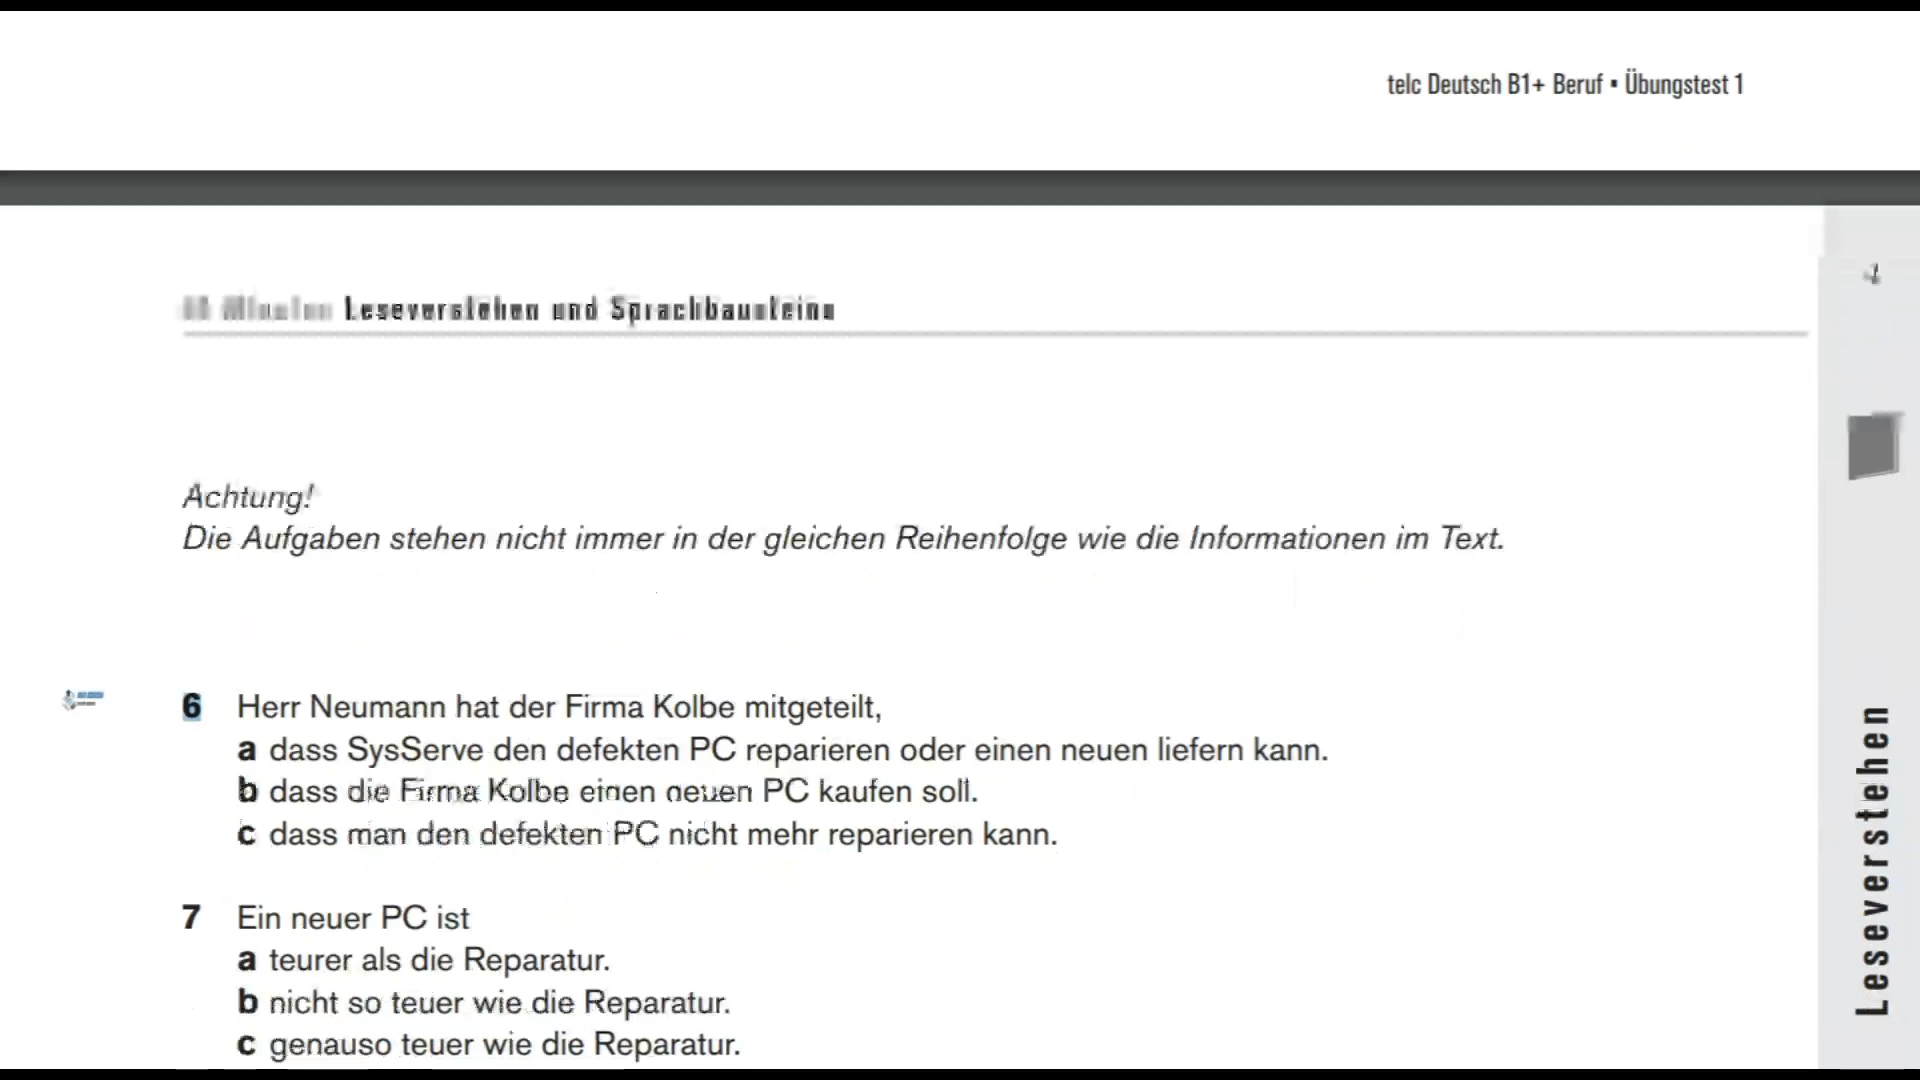 telc Deutsch B1+ Beruf ▪ Übungstest 1
Minuten Leseverstehen und Sprachbausteine
Achtung!
Die Aufgaben stehen nicht immer in der gleichen Reihenfolge wie die Informationen im Text.
6 Herr Neumann hat der Firma Kolbe mitgeteilt,
a dass SysServe den defekten PC reparieren oder einen neuen liefern kann.
b dass die Firma Kolbe einen neuen PC kaufen soll.
c dass man den defekten PC nicht mehr reparieren kann.
7 Ein neuer PC ist
a teurer als die Reparatur.
b nicht so teuer wie die Reparatur.
c genauso teuer wie die Reparatur.
Leseverstehen